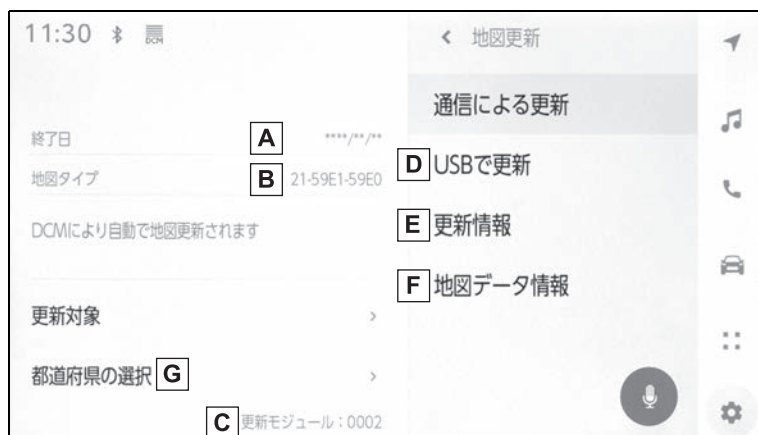 11:30 DCM
終了日 A ****/**/**
地図タイプ B 21-59E1-59E0
DCMにより自動で地図更新されます
更新対象 >
都道府県の選択 G >
C 更新モジュール：0002
< 地図更新
通信による更新
D USBで更新
E 更新情報
F 地図データ情報